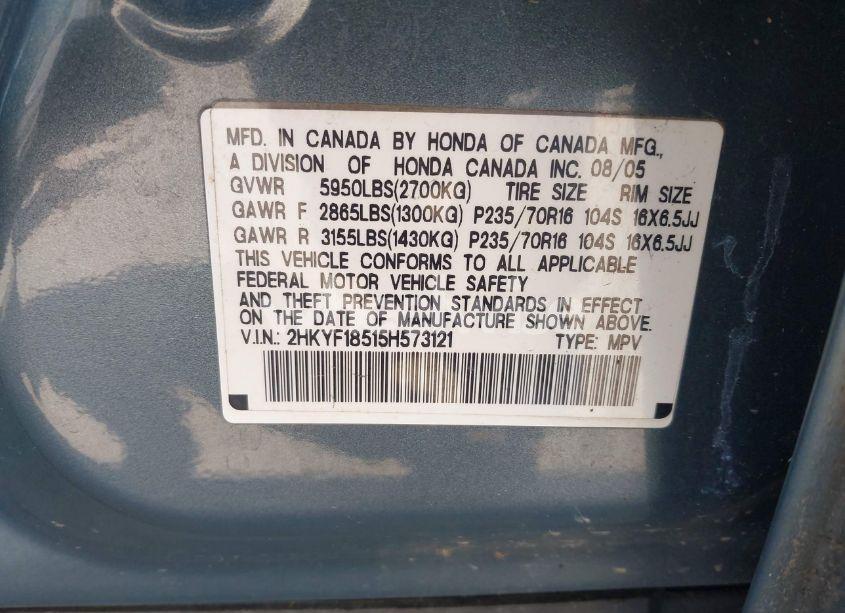 MFD. IN CANADA BY HONDA OF CANADA MFG.,
A DIVISION OF HONDA CANADA INC. 08/05
GVWR 5950LBS(2700KG) TIRE SIZE RIM SIZE
GAWR F 2865LBS(1300KG) P235/70R16 104S 16X6.5JJ
GAWR R 3155LBS(1430KG) P235/70R16 104S 16X6.5JJ
THIS VEHICLE CONFORMS TO ALL APPLICABLE
FEDERAL MOTOR VEHICLE SAFETY
AND THEFT PREVENTION STANDARDS IN EFFECT
ON THE DATE OF MANUFACTURE SHOWN ABOVE.
V.I.N.: 2HKYF18515H573121 TYPE: MPV